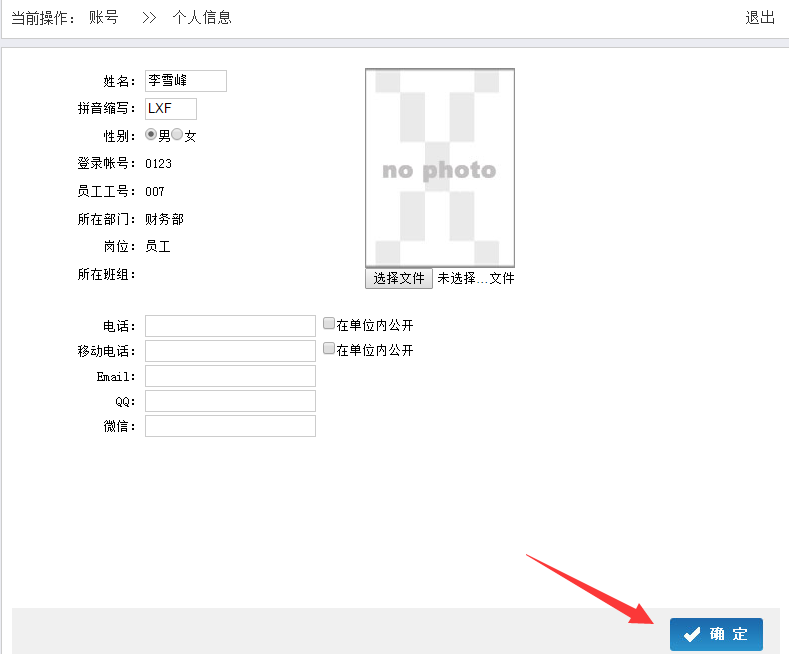 当前操作： 账号 >> 个人信息 退出
姓名： 李雪峰
拼音缩写： LXF
性别： 男 女
登录帐号： 0123
员工工号： 007
所在部门： 财务部
岗位： 员工
所在班组：
no photo
选择文件 未选择...文件
电话： 在单位内公开
移动电话： 在单位内公开
Email：
QQ：
微信：
确 定